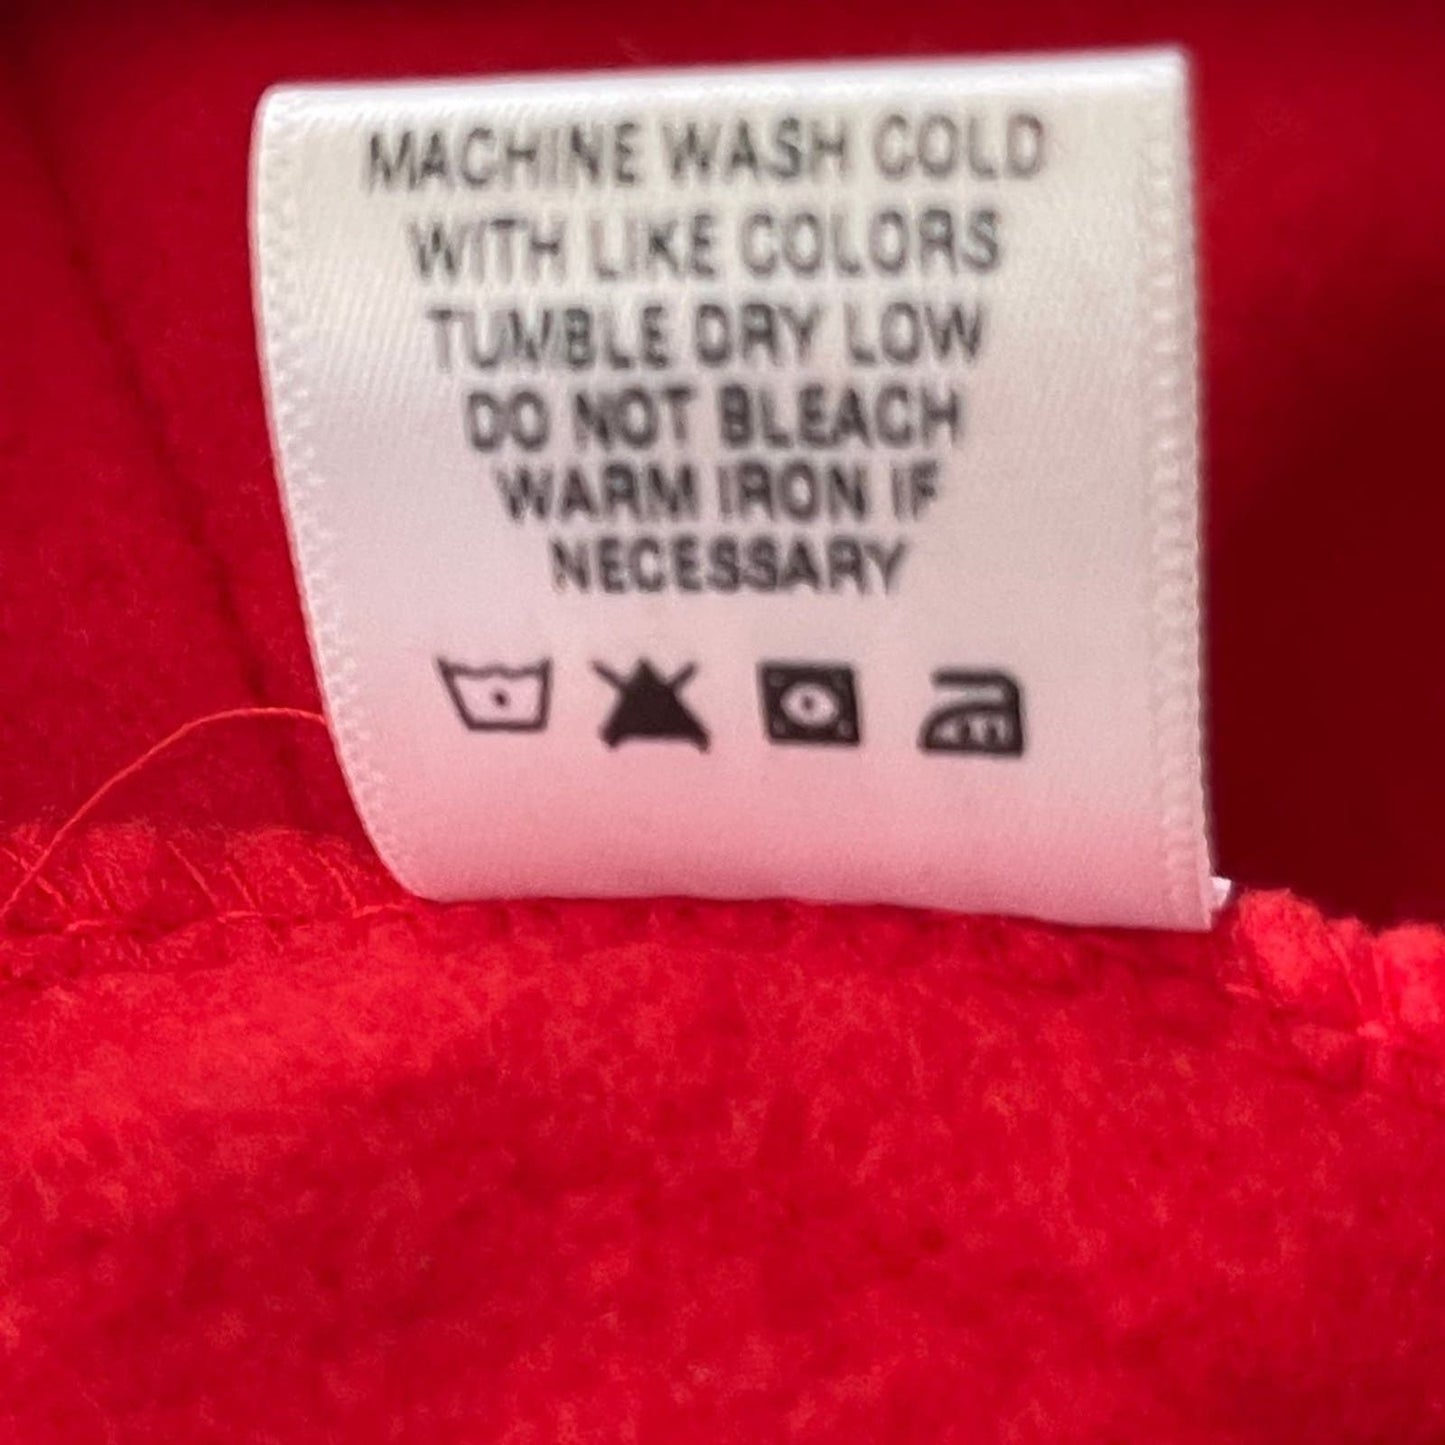 MACHINE WASH COLD
WITH LIKE COLORS
TUMBLE DRY LOW
DO NOT BLEACH
WARM IRON IF
NECESSARY